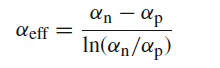 α_eff = (α_n − α_p) / ln(α_n/α_p)